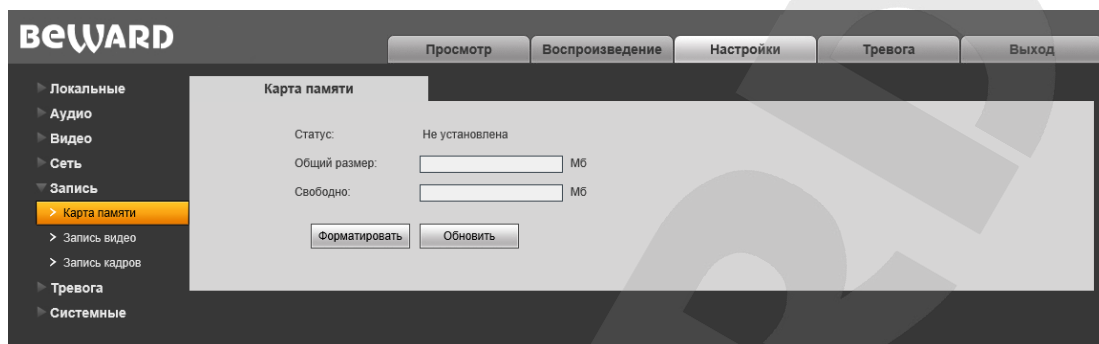 BEWARD
Просмотр Воспроизведение Настройки Тревога Выход
Локальные
Аудио
Видео
Сеть
Запись
> Карта памяти
> Запись видео
> Запись кадров
Тревога
Системные
Карта памяти
Статус: Не установлена
Общий размер: Мб
Свободно: Мб
Форматировать Обновить